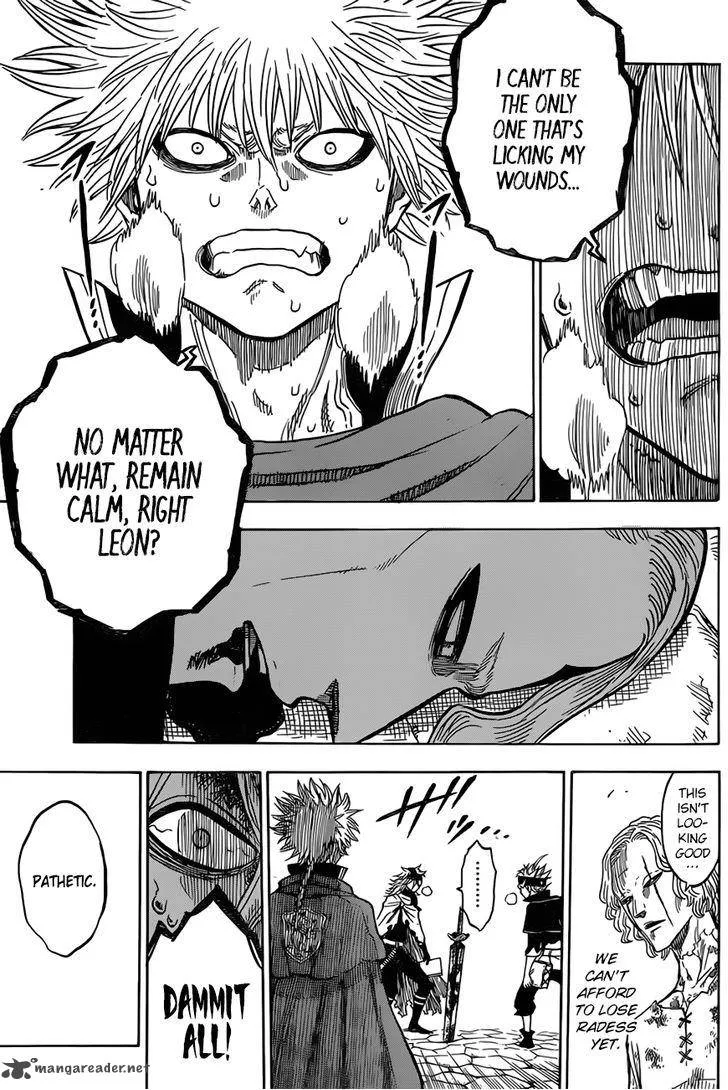 I CAN'T BE
THE ONLY
ONE THAT'S
LICKING MY
WOUNDS...
NO MATTER
WHAT, REMAIN
CALM, RIGHT
LEON?
THIS
ISN'T
LOO-
KING
GOOD
...
WE
CAN'T
AFFORD
TO LOSE
RADESS
YET.
........
DAMMIT
ALL!
PATHETIC.
mangareader.net